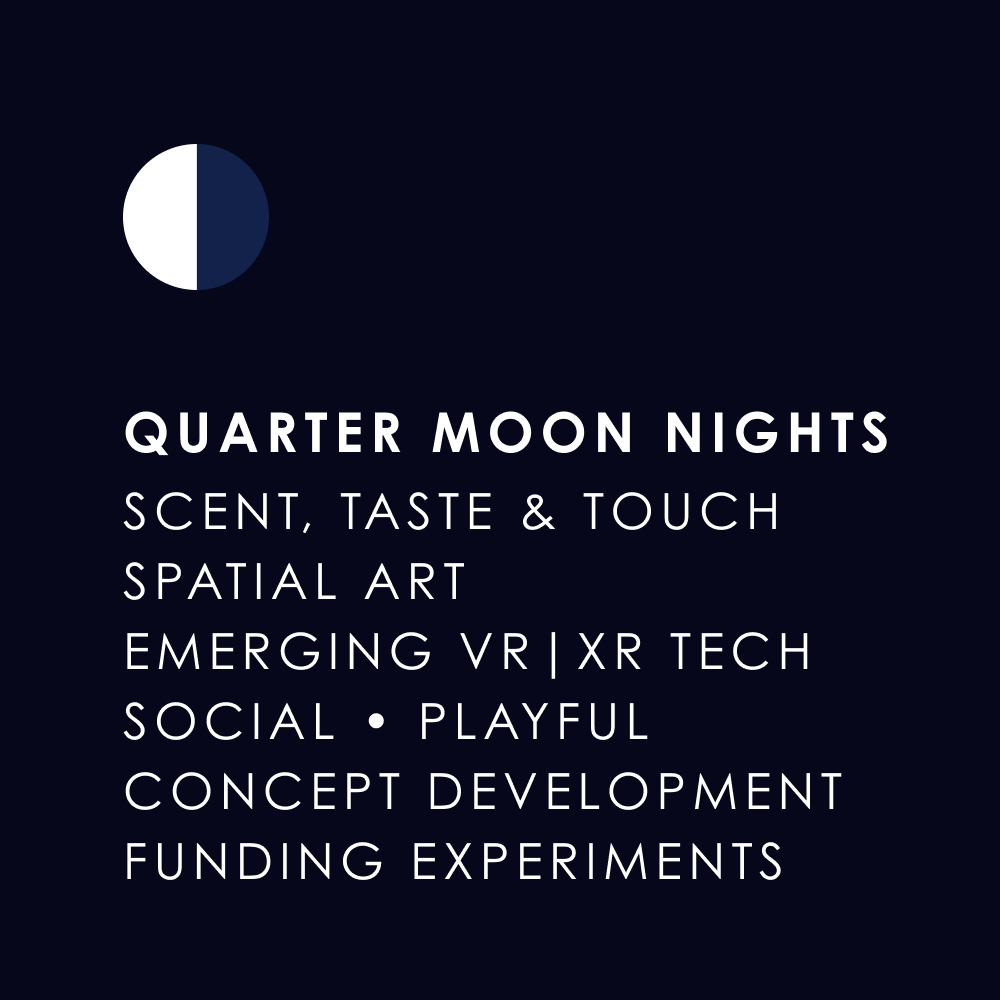 QUARTER MOON NIGHTS
SCENT, TASTE & TOUCH
SPATIAL ART
EMERGING VR|XR TECH
SOCIAL • PLAYFUL
CONCEPT DEVELOPMENT
FUNDING EXPERIMENTS